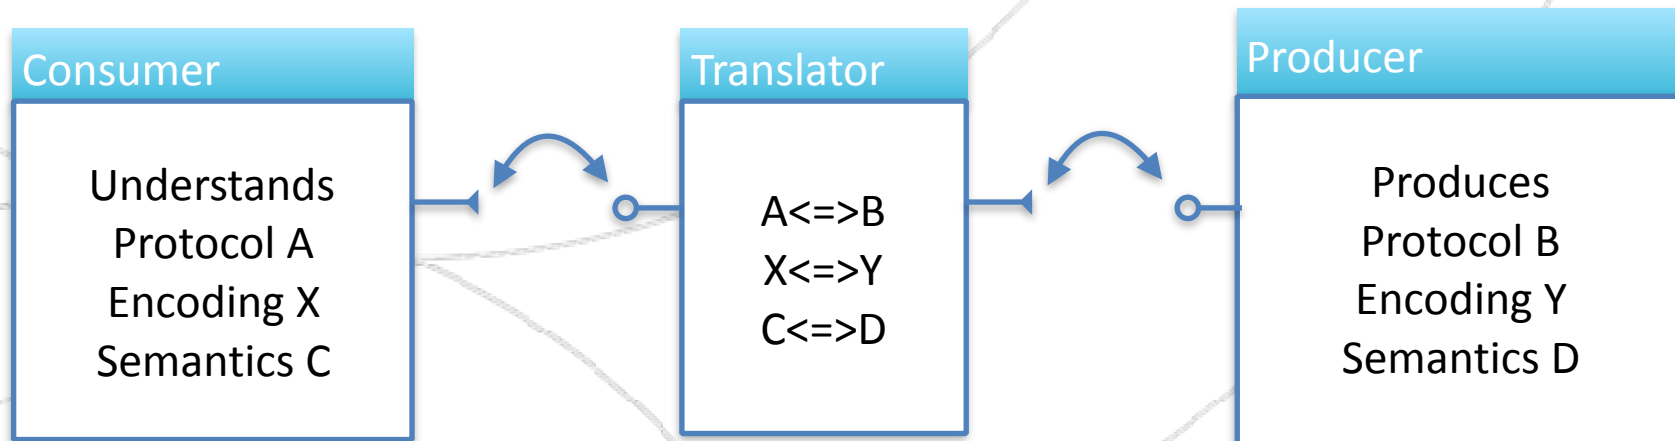 Consumer
Understands
Protocol A
Encoding X
Semantics C
Translator
A<=>B
X<=>Y
C<=>D
Producer
Produces
Protocol B
Encoding Y
Semantics D